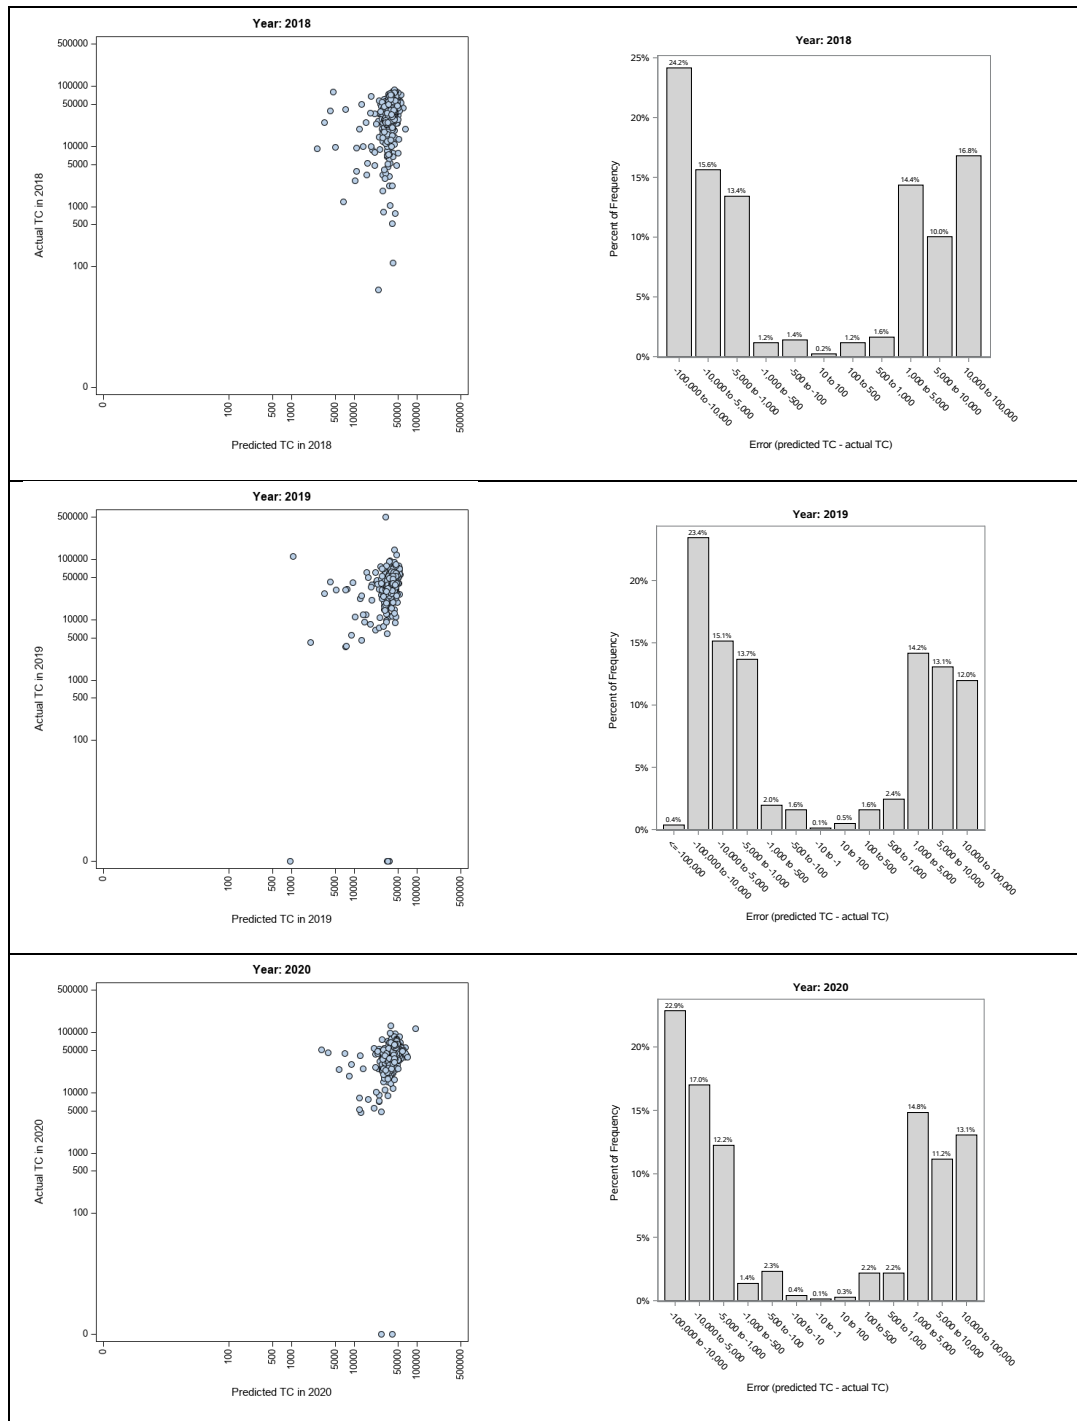 Year: 2018
500000
100000
50000
10000
5000
1000
500
100
0
Actual TC in 2018
0
100
500
1000
5000
10000
50000
100000
500000
Predicted TC in 2018
Year: 2018
25%
20%
15%
10%
5%
0%
Percent of Frequency
24.2%
15.6%
13.4%
1.2%
1.4%
0.2%
1.2%
1.6%
14.4%
10.0%
16.8%
-100,000 to -10,000
-10,000 to -5,000
-5,000 to -1,000
-1,000 to -500
-500 to -100
10 to 100
100 to 500
500 to 1,000
1,000 to 5,000
5,000 to 10,000
10,000 to 100,000
Error (predicted TC - actual TC)
Year: 2019
500000
100000
50000
10000
5000
1000
500
100
0
Actual TC in 2019
0
100
500
1000
5000
10000
50000
100000
500000
Predicted TC in 2019
Year: 2019
20%
15%
10%
5%
0%
Percent of Frequency
0.4%
23.4%
15.1%
13.7%
2.0%
1.6%
0.1%
0.5%
1.6%
2.4%
14.2%
13.1%
12.0%
<= -100,000
-100,000 to -10,000
-10,000 to -5,000
-5,000 to -1,000
-1,000 to -500
-500 to -100
-10 to -1
10 to 100
100 to 500
500 to 1,000
1,000 to 5,000
5,000 to 10,000
10,000 to 100,000
Error (predicted TC - actual TC)
Year: 2020
500000
100000
50000
10000
5000
1000
500
100
0
Actual TC in 2020
0
100
500
1000
5000
10000
50000
100000
500000
Predicted TC in 2020
Year: 2020
20%
15%
10%
5%
0%
Percent of Frequency
22.9%
17.0%
12.2%
1.4%
2.3%
0.4%
0.1%
0.3%
2.2%
2.2%
14.8%
11.2%
13.1%
-100,000 to -10,000
-10,000 to -5,000
-5,000 to -1,000
-1,000 to -500
-500 to -100
-100 to -10
-10 to -1
10 to 100
100 to 500
500 to 1,000
1,000 to 5,000
5,000 to 10,000
10,000 to 100,000
Error (predicted TC - actual TC)